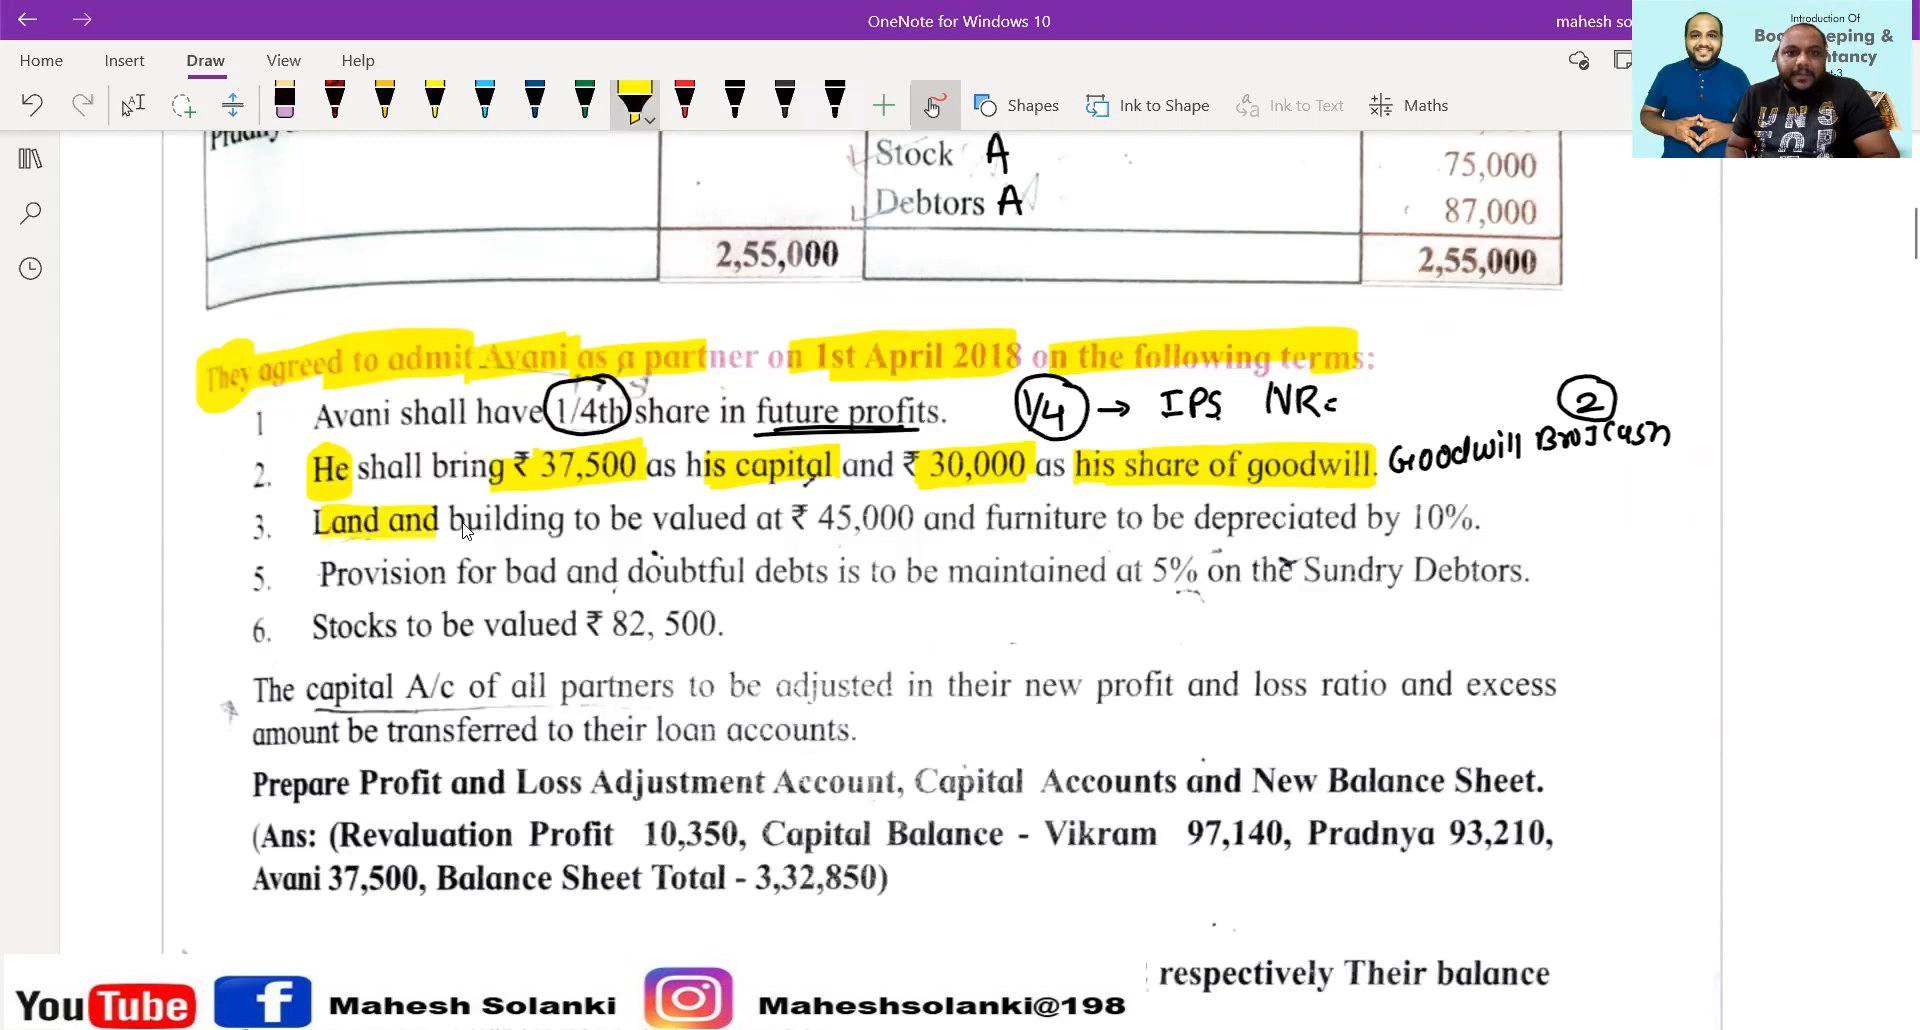 OneNote for Windows 10
mahesh so
Home Insert Draw View Help
Shapes Ink to Shape Ink to Text Maths
Introduction Of
Stock A 75,000
Debtors A 87,000
2,55,000 2,55,000
They agreed to admit Avani as a partner on 1st April 2018 on the following terms:
1 Avani shall have 1/4th share in future profits. 1/4 → IPS NR= 2
2. He shall bring ₹ 37,500 as his capital and ₹ 30,000 as his share of goodwill. Goodwill Cash
3. Land and building to be valued at ₹ 45,000 and furniture to be depreciated by 10%.
5. Provision for bad and doubtful debts is to be maintained at 5% on the Sundry Debtors.
6. Stocks to be valued ₹ 82, 500.
The capital A/c of all partners to be adjusted in their new profit and loss ratio and excess
amount be transferred to their loan accounts.
Prepare Profit and Loss Adjustment Account, Capital Accounts and New Balance Sheet.
(Ans: (Revaluation Profit 10,350, Capital Balance - Vikram 97,140, Pradnya 93,210,
Avani 37,500, Balance Sheet Total - 3,32,850)
respectively Their balance
YouTube f Mahesh Solanki Maheshsolanki@198